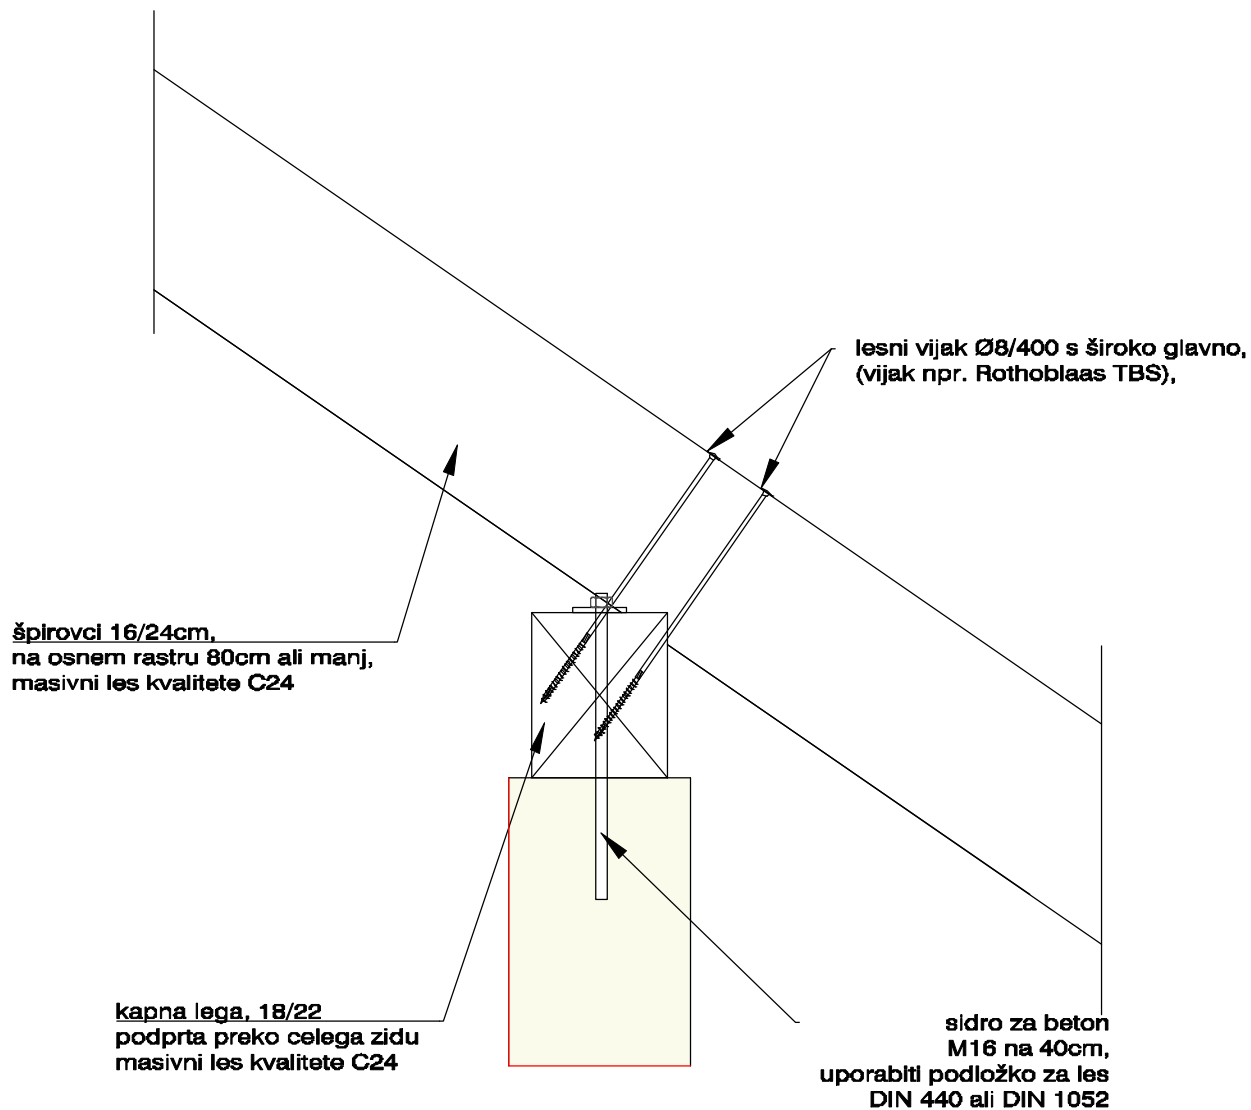 lesni vijak Ø8/400 s široko glavno,
(vijak npr. Rothoblaas TBS),
špirovci 16/24cm,
na osnem rastru 80cm ali manj,
masivni les kvalitete C24
kapna lega, 18/22
podprta preko celega zidu
masivni les kvalitete C24
sidro za beton
M16 na 40cm,
uporabiti podložko za les
DIN 440 ali DIN 1052